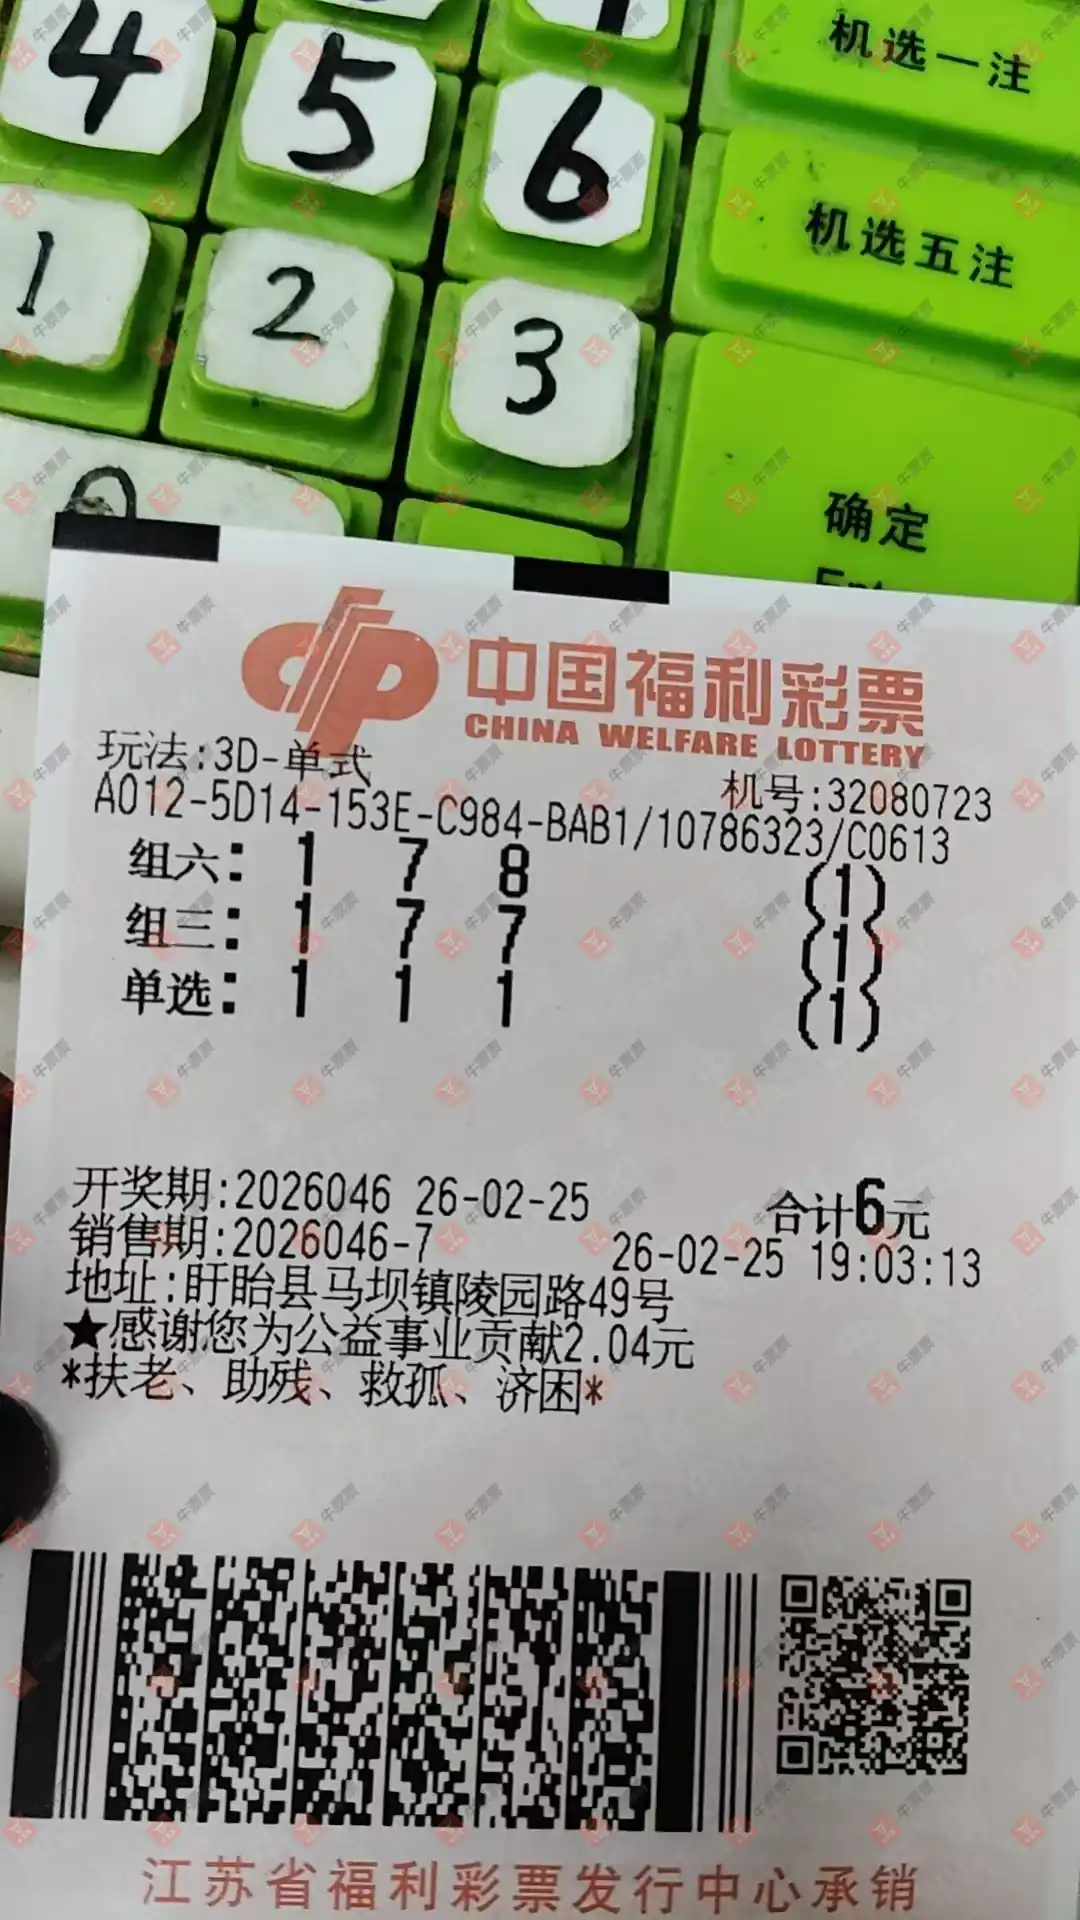 机选一注
4 5 6
机选五注
1 2 3
确定
中国福利彩票
CHINA WELFARE LOTTERY
玩法:3D-单式
机号:32080723
A012-5D14-153E-C984-BAB1/10786323/C0613
组六: 1 7 8 (1)
组三: 1 7 7 (1)
单选: 1 1 1 (1)
开奖期:2026046 26-02-25 合计6元
销售期:2026046-7 26-02-25 19:03:13
地址:盱眙县马坝镇陵园路49号
★感谢您为公益事业贡献2.04元
*扶老、助残、救孤、济困*
江苏省福利彩票发行中心承销
牛票票